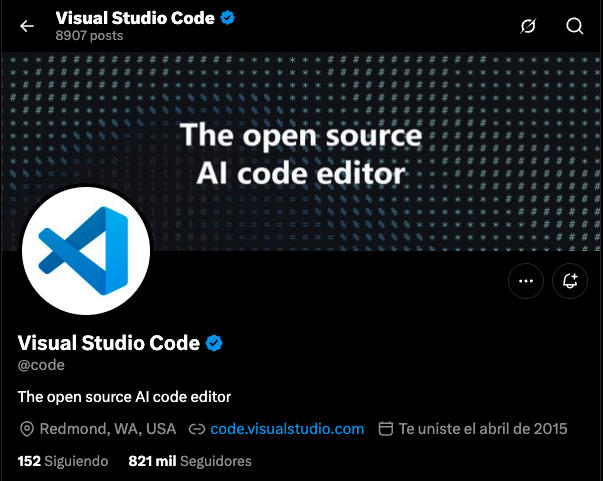 Visual Studio Code
8907 posts
The open source
AI code editor
Visual Studio Code
@code
The open source AI code editor
Redmond, WA, USA code.visualstudio.com Te uniste el abril de 2015
152 Siguiendo 821 mil Seguidores